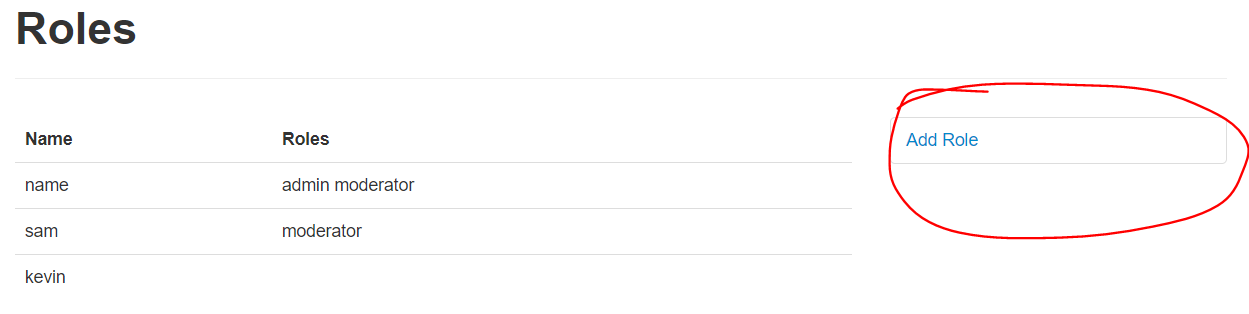 Roles
Name Roles
name admin moderator
sam moderator
kevin
Add Role